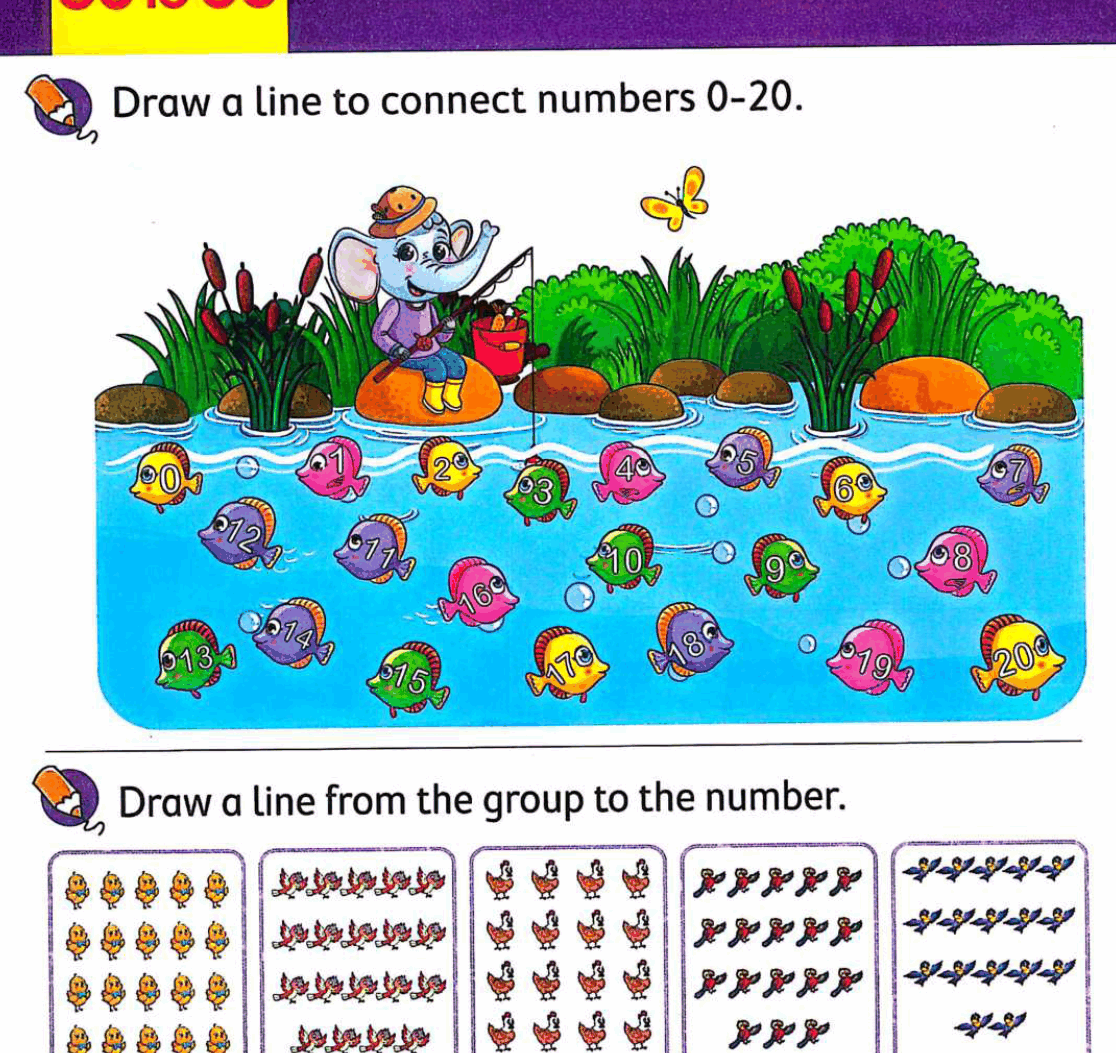 Draw a line to connect numbers 0-20.
0 1 2 3 4 5 6 7
12 11 10 9 8
16
13 14 15 17 18 19 20
Draw a line from the group to the number.